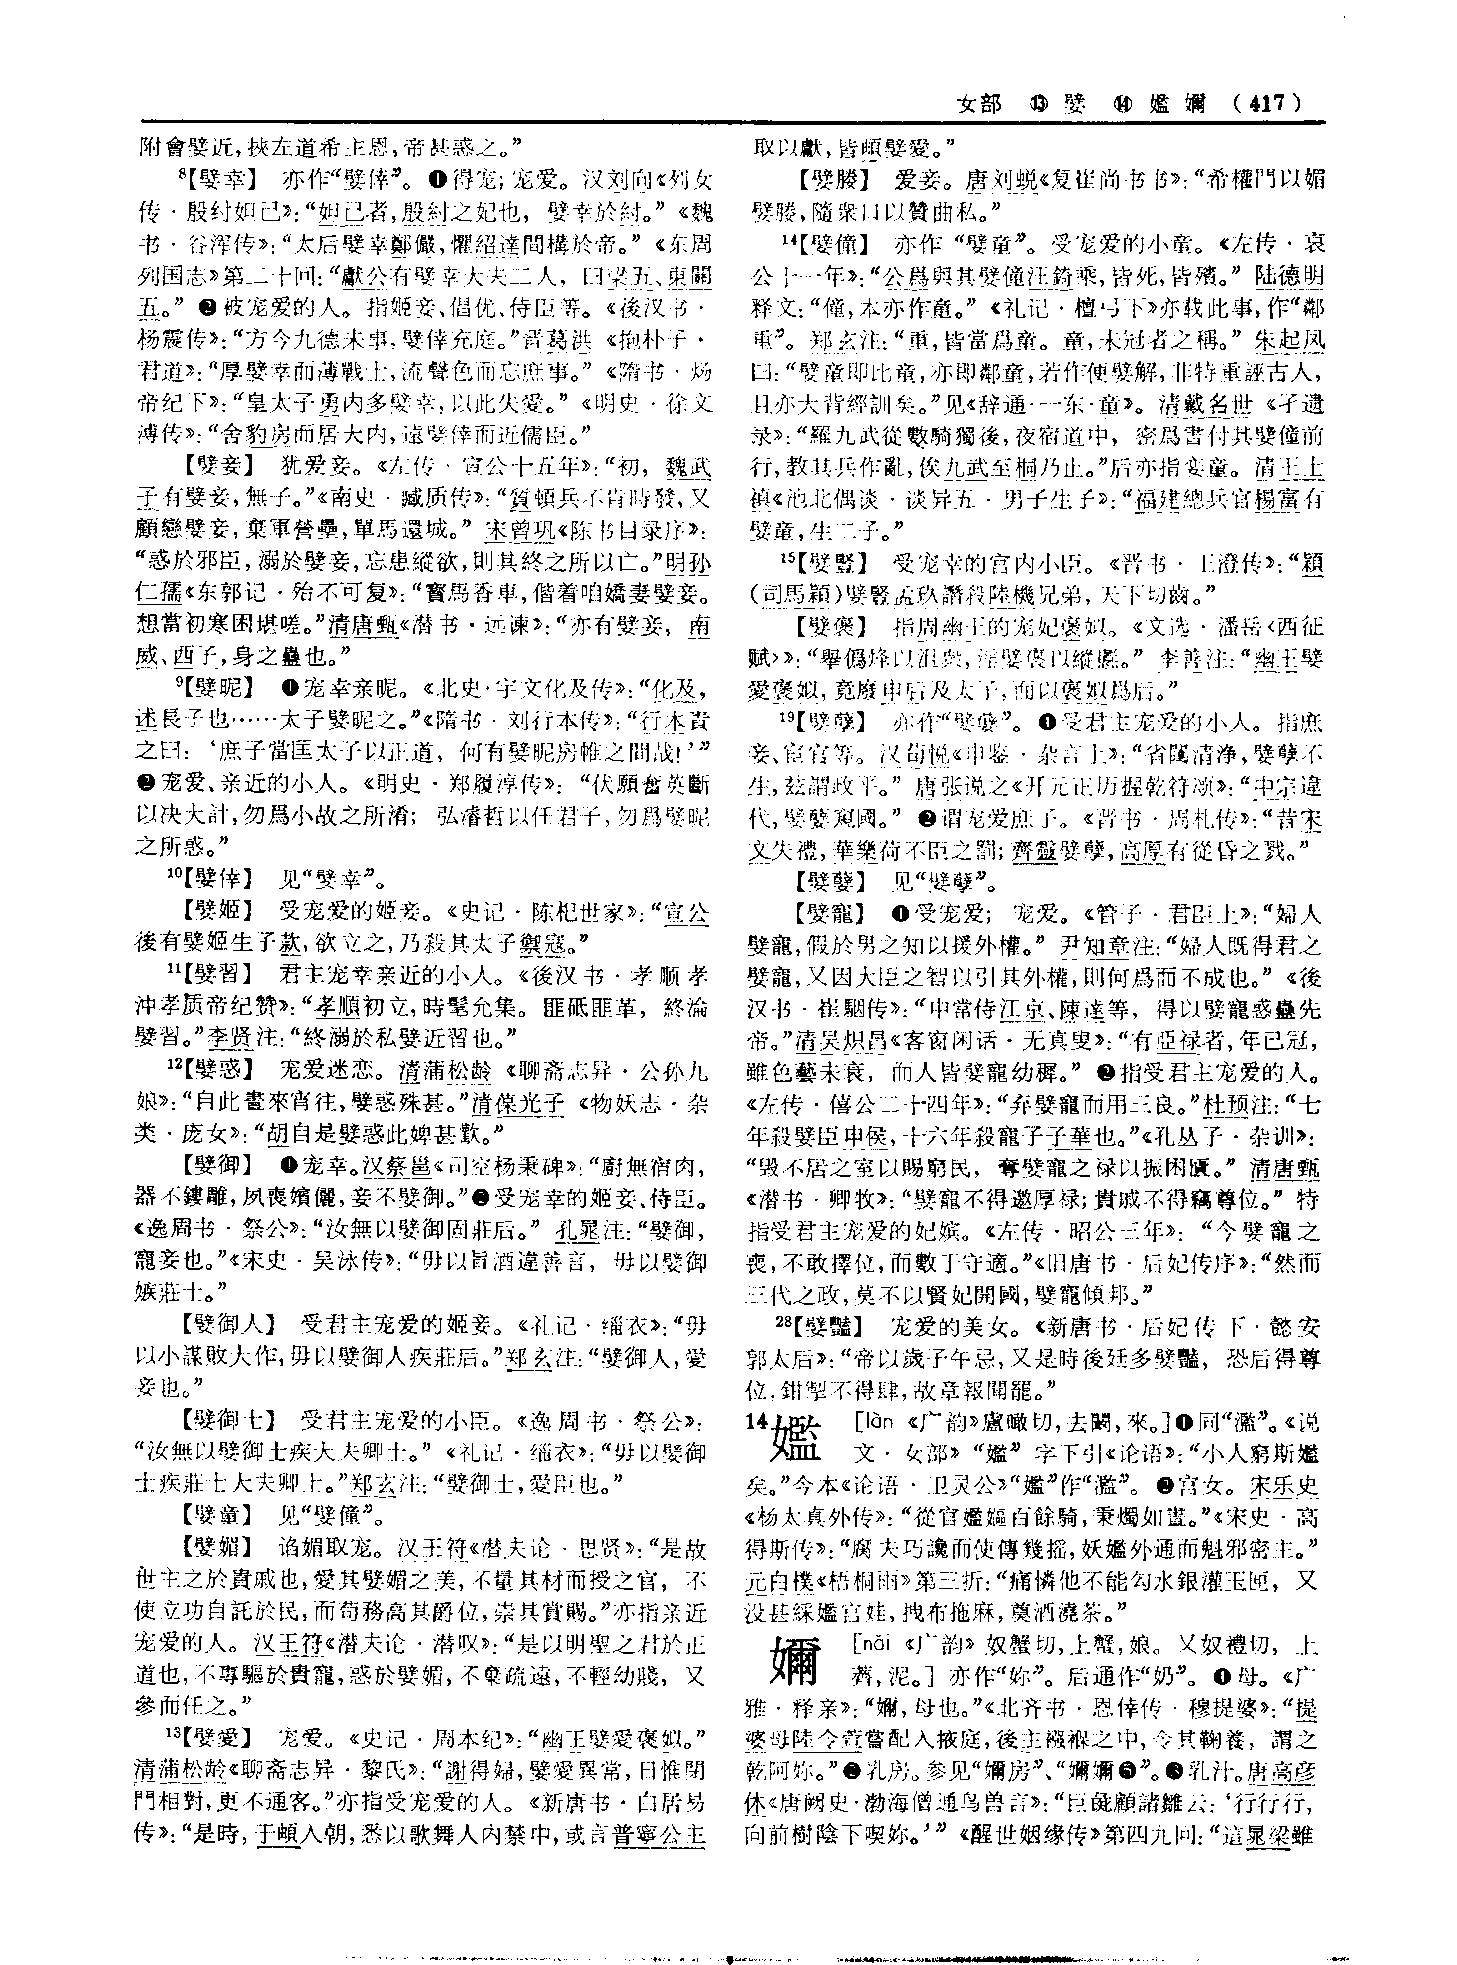 女部 ⑬嬖 ⑭㜮嬭 (417)
附會嬖近,挾左道希主恩,帝甚惑之。”
8【嬖幸】 亦作“嬖倖”。❶得宠;宠爱。汉刘向《列女
传·殷纣妲己》:“妲己者,殷紂之妃也, 嬖幸於紂。”《魏
书·谷浑传》:“太后嬖幸鄭儼,懼紹達間構於帝。”《东周
列国志》第二十回:“獻公有嬖幸大夫二人, 曰梁五、東關
五。” ❷被宠爱的人。指姬妾、倡优、侍臣等。《後汉书·
杨震传》:“方今九德未事,嬖倖充庭。”晋葛洪《抱朴子·
君道》:“厚嬖幸而薄戰士,流聲色而忘庶事。”《隋书·炀
帝纪下》:“皇太子勇内多嬖幸,以此失愛。”《明史·徐文
溥传》:“舍豹房而居大内,遠嬖倖而近儒臣。”
【嬖妾】 犹爱妾。《左传·宣公十五年》:“初, 魏武
子有嬖妾,無子。”《南史·臧质传》:“質頓兵不肯時發,又
顧戀嬖妾,棄軍營壘,單馬還城。” 宋曾巩《陈书目录序》:
“惑於邪臣,溺於嬖妾,忘患縱欲,則其終之所以亡。”明孙
仁孺《东郭记·殆不可复》:“寳馬香車,偕着咱嬌妻嬖妾。
想當初寒困堪嗟。”清唐甄《潜书·远谏》:“亦有嬖妾, 南
威、西子,身之蠱也。”
9【嬖昵】 ❶宠幸亲昵。《北史·宇文化及传》:“化及,
述長子也……太子嬖昵之。”《隋书·刘行本传》:“行本責
之曰: ‘庶子當匡太子以正道, 何有嬖昵房帷之間哉!’”
❷宠爱、亲近的小人。《明史·郑履淳传》: “伏願奮英斷
以决大計,勿爲小故之所淆; 弘濬哲以任君子,勿爲嬖昵
之所惑。”
10【嬖倖】 见“嬖幸”。
【嬖姬】 受宠爱的姬妾。《史记·陈杞世家》:“宣公
後有嬖姬生子款,欲立之,乃殺其太子禦寇。”
11【嬖習】 君主宠幸亲近的小人。《後汉书·孝顺孝
冲孝质帝纪赞》:“孝順初立,時髦允集。匪砥匪革, 終淪
嬖習。”李贤注:“終溺於私嬖近習也。”
12【嬖惑】 宠爱迷恋。清蒲松龄《聊斋志异·公孙九
娘》:“自此晝來宵往,嬖惑殊甚。”清葆光子《物妖志·杂
类·庞女》:“胡自是嬖惑此婢甚歎。”
【嬖御】 ❶宠幸。汉蔡邕《司空杨秉碑》:“廚無宿肉,
器不鏤雕,夙喪嬪儷,妾不嬖御。”❷受宠幸的姬妾、侍臣。
《逸周书·祭公》:“汝無以嬖御固莊后。” 孔晁注:“嬖御,
寵妾也。”《宋史·吴泳传》:“毋以旨酒違善言, 毋以嬖御
嫉莊士。”
【嬖御人】 受君主宠爱的姬妾。《礼记·缁衣》:“毋
以小謀敗大作,毋以嬖御人疾莊后。”郑玄注:“嬖御人,愛
妾也。”
【嬖御士】 受君主宠爱的小臣。《逸周书·祭公》:
“汝無以嬖御士疾大夫卿士。”《礼记·缁衣》:“毋以嬖御
士疾莊士大夫卿士。”郑玄注:“嬖御士,愛臣也。”
【嬖童】 见“嬖僮”。
【嬖媚】 谄媚取宠。汉王符《潜夫论·思贤》:“是故
世主之於貴戚也,愛其嬖媚之美,不量其材而授之官, 不
使立功自託於民,而苟務高其爵位,崇其賞賜。”亦指亲近
宠爱的人。汉王符《潜夫论·潜叹》:“是以明聖之君於正
道也,不專驅於貴寵,惑於嬖媚,不棄疏遠,不輕幼賤, 又
參而任之。”
13【嬖愛】 宠爱。《史记·周本纪》:“幽王嬖愛褒姒。”
清蒲松龄《聊斋志异·黎氏》:“謝得婦,嬖愛異常,日惟閉
門相對,更不通客。”亦指受宠爱的人。《新唐书·白居易
传》:“是時,于頔入朝,悉以歌舞人内禁中,或言普寧公主
取以獻,皆頔嬖愛。”
【嬖媵】 爱妾。唐刘蜕《复崔尚书书》:“希權門以媚
嬖媵,隨衆口以贊曲私。”
14【嬖僮】 亦作“嬖童”。受宠爱的小童。《左传·哀
公十一年》:“公爲與其嬖僮汪錡乘,皆死,皆殯。” 陆德明
释文:“僮,本亦作童。”《礼记·檀弓下》亦载此事,作“鄰
重”。郑玄注:“重,皆當爲童。童,未冠者之稱。” 朱起凤
曰:“嬖童即此童,亦即鄰童,若作便嬖解,非特重誣古人,
且亦大背經訓矣。”见《辞通·一东·童》。清戴名世《孑遗
录》:“羅九武從數騎獨後,夜宿道中, 密爲書付其嬖僮前
行,教其兵作亂,俟九武至桐乃止。”后亦指娈童。清王士
禛《池北偶谈·谈异五·男子生子》:“福建總兵官楊富有
嬖童,生二子。”
15【嬖豎】 受宠幸的宫内小臣。《晋书·王澄传》:“穎
(司馬穎)嬖豎孟玖譖殺陸機兄弟,天下切齒。”
【嬖褒】 指周幽王的宠妃褒姒。《文选·潘岳〈西征
赋〉》:“舉僞烽以沮衆,淫嬖褒以縱慝。” 李善注:“幽王嬖
愛褒姒,竟廢申后及太子,而以褒姒爲后。”
19【嬖孽】 亦作“嬖孼”。❶受君主宠爱的小人。指庶
妾、宦官等。汉荀悦《申鉴·杂言上》:“省闥清浄,嬖孽不
生,兹謂政平。” 唐张说之《开元正历握乾符颂》:“中宗違
代,嬖孼窺國。” ❷谓宠爱庶子。《晋书·周札传》:“昔宋
文失禮,華樂荷不臣之罰;齊靈嬖孽,高厚有從昏之戮。”
【嬖孼】 见“嬖孽”。
【嬖寵】 ❶受宠爱; 宠爱。《管子·君臣上》:“婦人
嬖寵,假於男之知以援外權。” 尹知章注:“婦人既得君之
嬖寵,又因大臣之智以引其外權,則何爲而不成也。”《後
汉书·崔駰传》:“中常侍江京、陳達等, 得以嬖寵惑蠱先
帝。”清吴炽昌《客窗闲话·无真叟》:“有亞禄者,年已冠,
雖色藝未衰, 而人皆嬖寵幼穉。” ❷指受君主宠爱的人。
《左传·僖公二十四年》:“弃嬖寵而用三良。”杜预注:“七
年殺嬖臣申侯,十六年殺寵子子華也。”《孔丛子·杂训》:
“毁不居之室以賜窮民, 奪嬖寵之禄以振困匱。” 清唐甄
《潜书·卿牧》:“嬖寵不得邀厚禄;貴戚不得竊尊位。” 特
指受君主宠爱的妃嫔。《左传·昭公三年》: “今嬖寵之
喪,不敢擇位,而數于守適。”《旧唐书·后妃传序》:“然而
三代之政,莫不以賢妃開國,嬖寵傾邦。”
28【嬖豔】 宠爱的美女。《新唐书·后妃传下·懿安
郭太后》:“帝以歲子午忌,又是時後廷多嬖豔, 恐后得尊
位,鉗掣不得肆,故章報聞罷。”
14㜮 [làn 《广韵》盧瞰切,去闞,來。]❶同“濫”。《说
文·女部》“㜮”字下引《论语》:“小人窮斯㜮
矣。”今本《论语·卫灵公》“㜮”作“濫”。 ❷宫女。宋乐史
《杨太真外传》:“從官㜮嫗百餘騎,秉燭如晝。”《宋史·高
得斯传》:“腐夫巧讒而使傳幾摇,妖㜮外通而魁邪密主。”
元白樸《梧桐雨》第三折:“痛憐他不能勾水銀灌玉匣, 又
没甚綵㜮宫娃,拽布拖麻,奠酒澆茶。”
嬭 [nǎi 《广韵》奴蟹切,上蟹,娘。又奴禮切, 上
薺,泥。] 亦作“妳”。后通作“奶”。❶母。《广
雅·释亲》:“嬭,母也。”《北齐书·恩倖传·穆提婆》:“提
婆母陸令萱嘗配入掖庭,後主襁褓之中,令其鞠養, 謂之
乾阿妳。”❷乳房。参见“嬭房”、“嬭嬭❺”。❸乳汁。唐高彦
休《唐阙史·渤海僧通鸟兽言》:“巨彘顧諸雛云: ‘行行行,
向前樹陰下喫妳。’”《醒世姻缘传》第四九回:“這晁梁雖